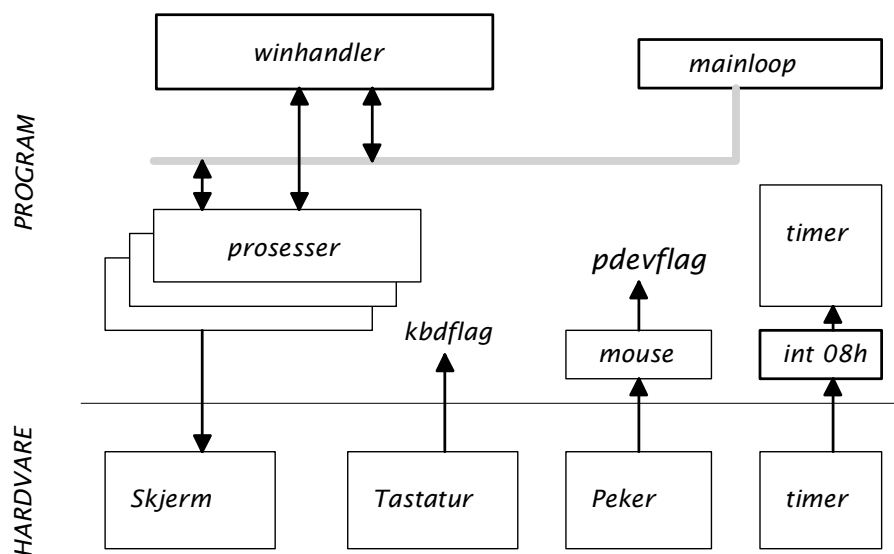 winhandler
mainloop
PROGRAM
prosesser
timer
pdevflag
kbdflag
mouse
int 08h
HARDVARE
Skjerm
Tastatur
Peker
timer